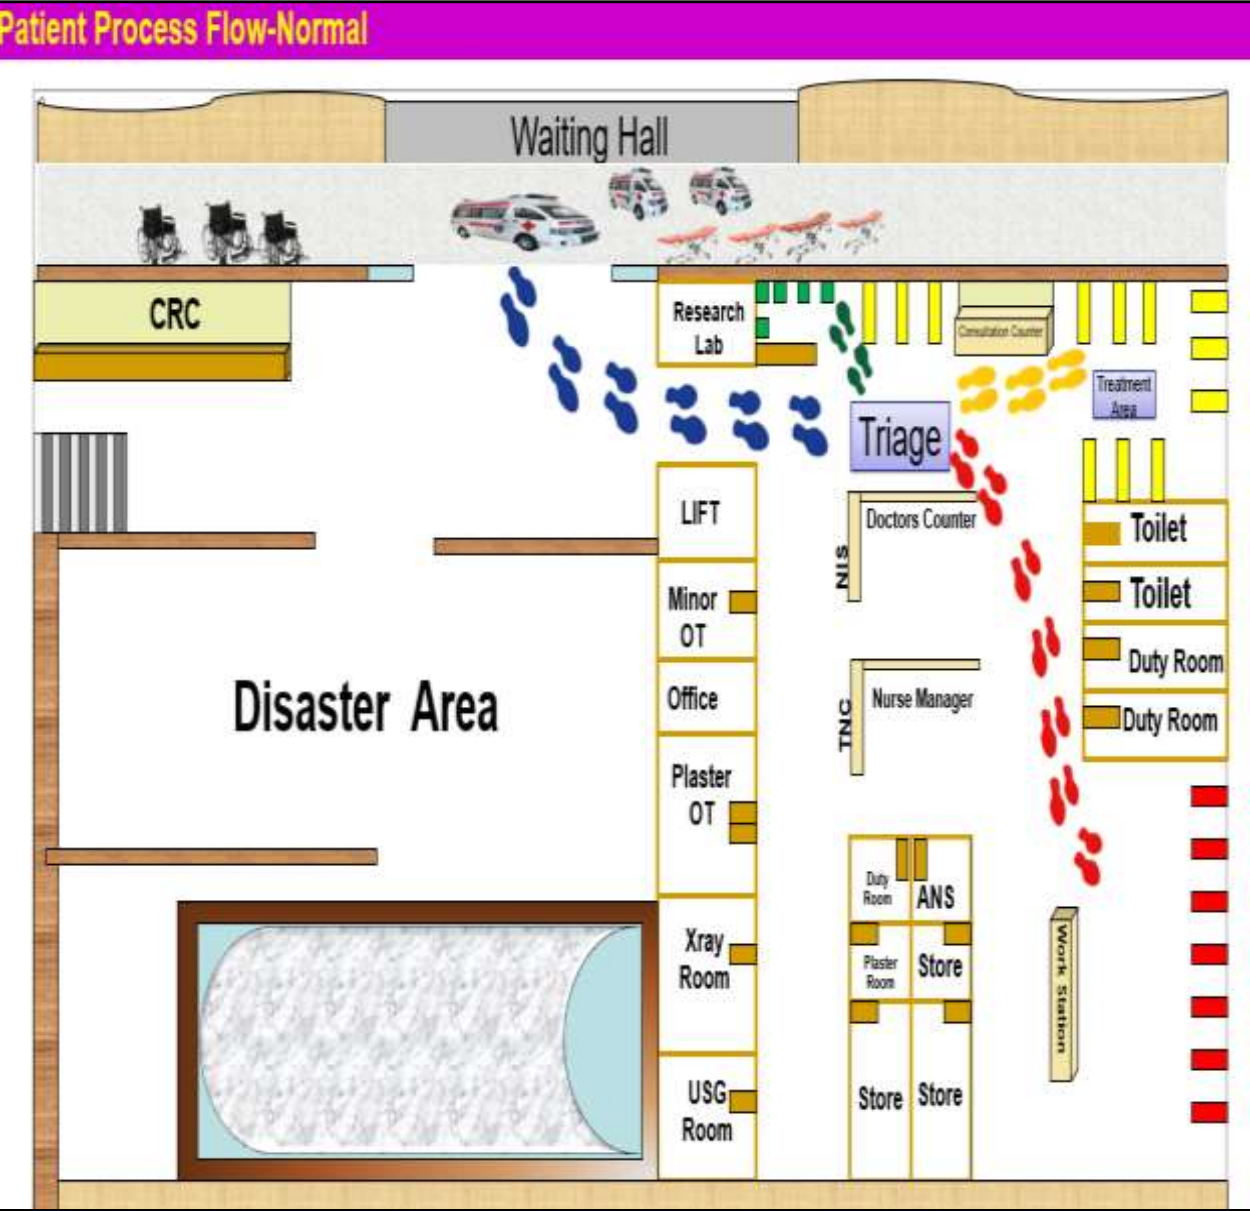 Patient Process Flow-Normal
Waiting Hall
CRC
Research
Lab
Consultation Counter
Treatment
Area
Triage
LIFT
Doctors Counter
NIS
Toilet
Minor
OT
Toilet
Duty Room
Office
Nurse Manager
TNC
Duty Room
Disaster Area
Plaster
OT
Duty
Room
ANS
Xray
Room
Plaster
Room
Store
Work Station
USG
Room
Store
Store